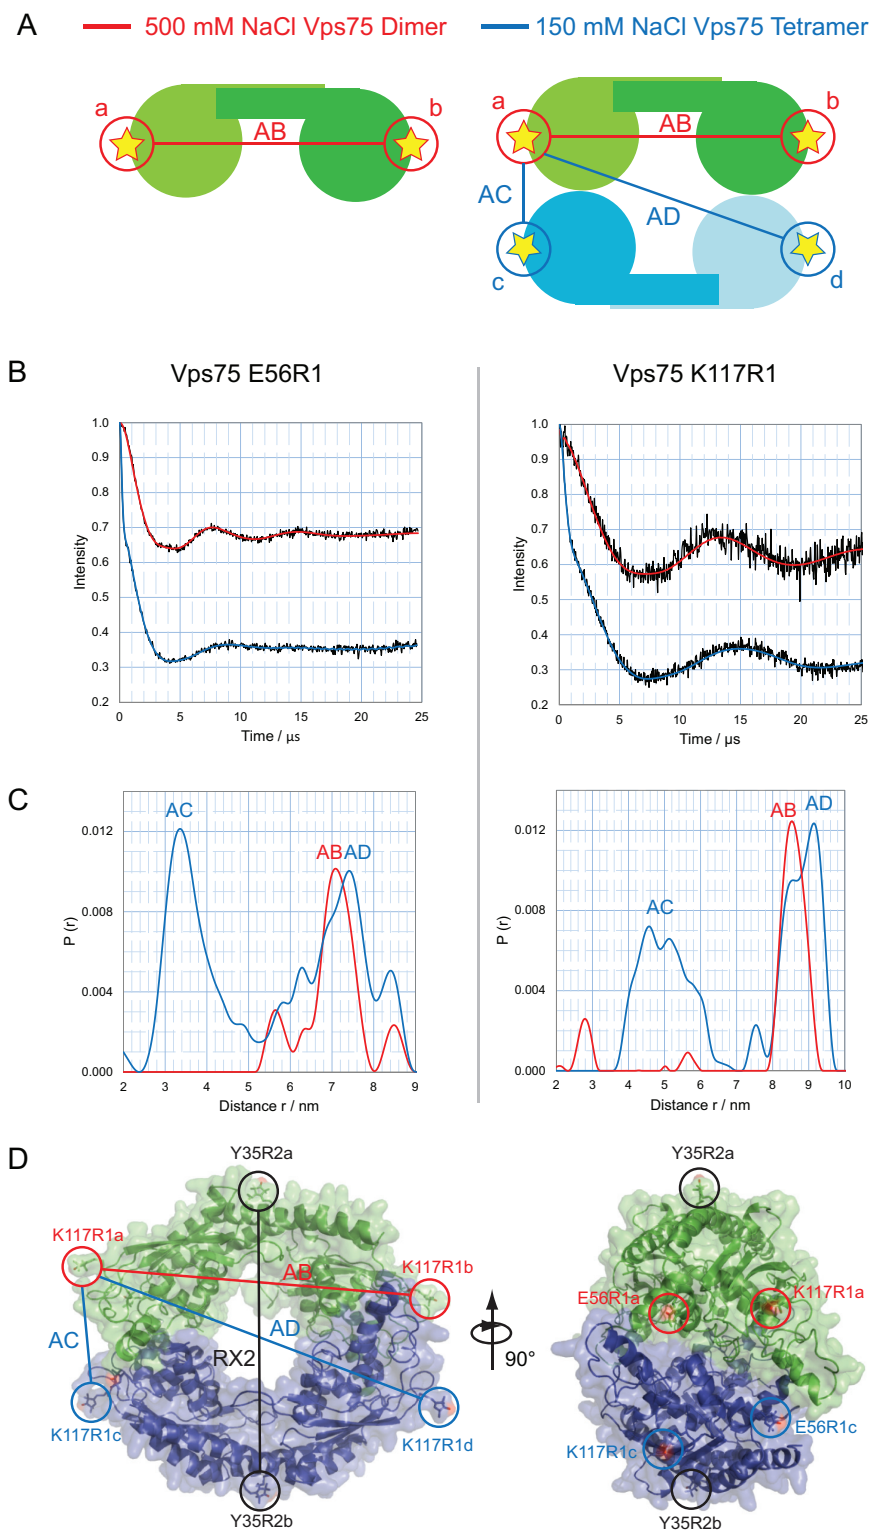 A
500 mM NaCl Vps75 Dimer
150 mM NaCl Vps75 Tetramer
a
b
AB
a
b
AB
AC
AD
c
d
B
Vps75 E56R1
Vps75 K117R1
Intensity
1.0
0.9
0.8
0.7
0.6
0.5
0.4
0.3
0.2
0
5
10
15
20
25
Time / µs
Intensity
1.0
0.9
0.8
0.7
0.6
0.5
0.4
0.3
0.2
0
5
10
15
20
25
Time / µs
C
P (r)
0.012
0.008
0.004
0.000
AC
AB
AD
2
3
4
5
6
7
8
9
Distance r / nm
P (r)
0.012
0.008
0.004
0.000
AC
AB
AD
2
3
4
5
6
7
8
9
10
Distance r / nm
D
Y35R2a
K117R1a
K117R1b
AB
AC
AD
RX2
K117R1c
K117R1d
Y35R2b
90°
Y35R2a
E56R1a
K117R1a
E56R1c
K117R1c
Y35R2b